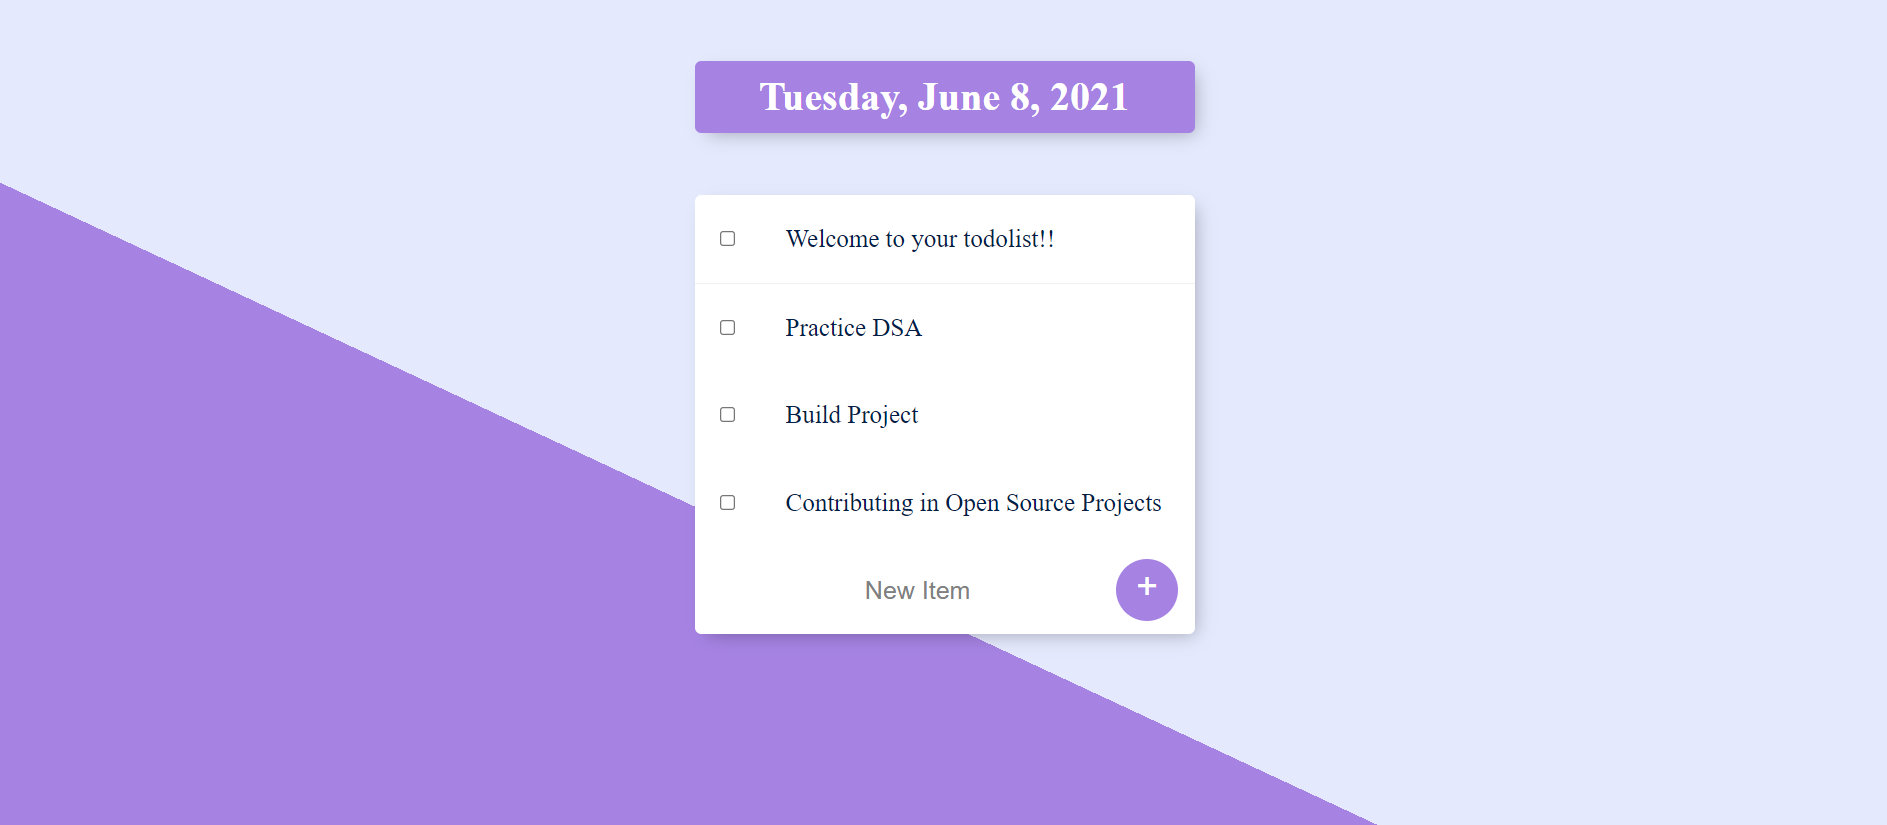 Tuesday, June 8, 2021
Welcome to your todolist!!
Practice DSA
Build Project
Contributing in Open Source Projects
New Item +